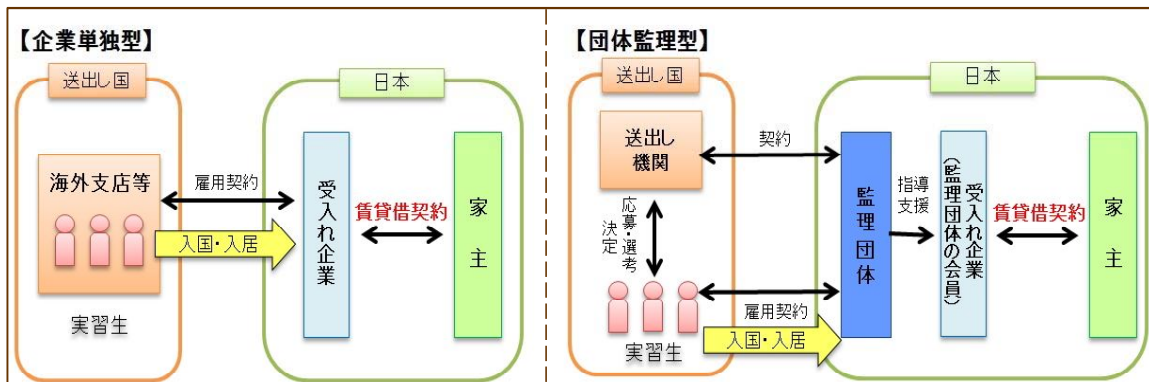 【企業単独型】
送出し国
日本
海外支店等
実習生
雇用契約
入国・入居
受入れ企業
賃貸借契約
家主
【団体監理型】
送出し国
日本
送出し
機関
契約
応募・選考
決定
実習生
雇用契約
入国・入居
監理団体
指導
支援
受入れ企業
(監理団体の会員)
賃貸借契約
家主